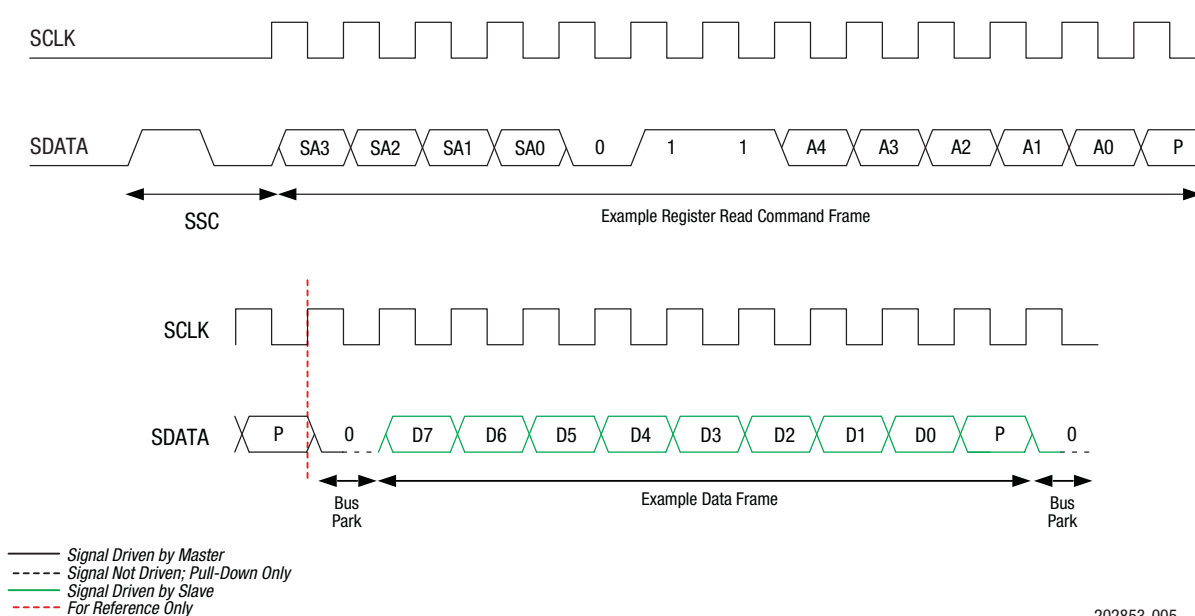 SCLK
SDATA SA3 SA2 SA1 SA0 0 1 1 A4 A3 A2 A1 A0 P
SSC
Example Register Read Command Frame
SCLK
SDATA P 0 D7 D6 D5 D4 D3 D2 D1 D0 P 0
Bus
Park
Example Data Frame
Bus
Park
Signal Driven by Master
Signal Not Driven; Pull-Down Only
Signal Driven by Slave
For Reference Only
202853-005